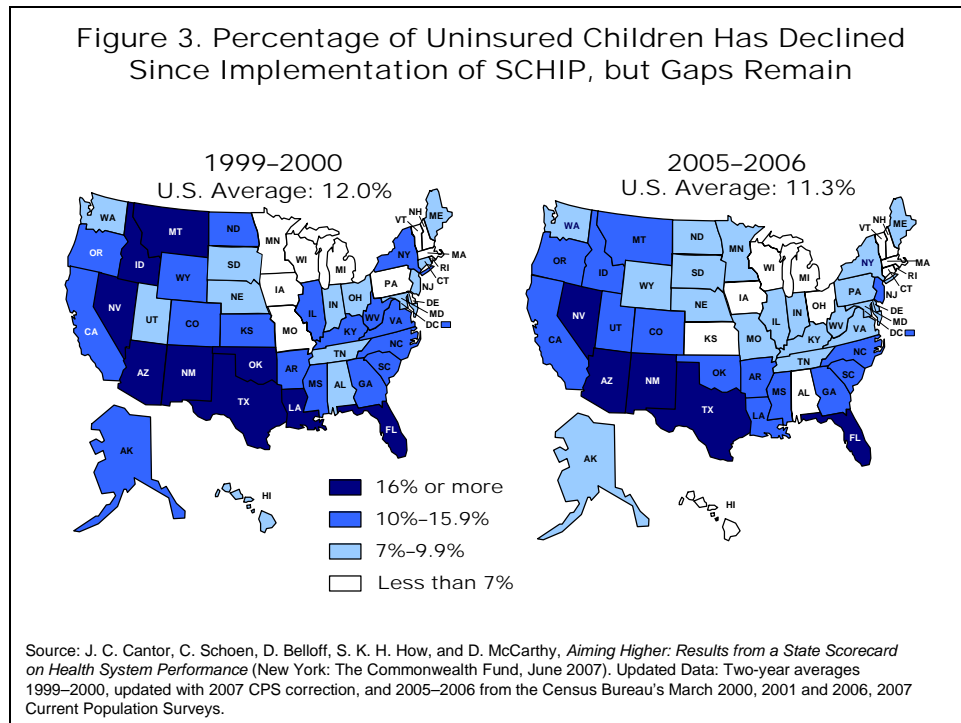 Figure 3. Percentage of Uninsured Children Has Declined
Since Implementation of SCHIP, but Gaps Remain
1999–2000
U.S. Average: 12.0%
WA
OR
CA
NV
ID
MT
WY
UT
AZ
CO
NM
ND
SD
NE
KS
OK
TX
MN
IA
MO
AR
LA
WI
IL
MI
IN
OH
KY
TN
MS
AL
GA
FL
SC
NC
VA
WV
PA
NY
VT
NH
ME
MA
RI
CT
NJ
DE
MD
DC
AK
HI
2005–2006
U.S. Average: 11.3%
WA
OR
CA
NV
ID
MT
WY
UT
AZ
CO
NM
ND
SD
NE
KS
OK
TX
MN
IA
MO
AR
LA
WI
IL
MI
IN
OH
KY
TN
MS
AL
GA
FL
SC
NC
VA
WV
PA
NY
VT
NH
ME
MA
RI
CT
NJ
DE
MD
DC
AK
HI
16% or more
10%–15.9%
7%–9.9%
Less than 7%
Source: J. C. Cantor, C. Schoen, D. Belloff, S. K. H. How, and D. McCarthy, Aiming Higher: Results from a State Scorecard
on Health System Performance (New York: The Commonwealth Fund, June 2007). Updated Data: Two-year averages
1999–2000, updated with 2007 CPS correction, and 2005–2006 from the Census Bureau's March 2000, 2001 and 2006, 2007
Current Population Surveys.